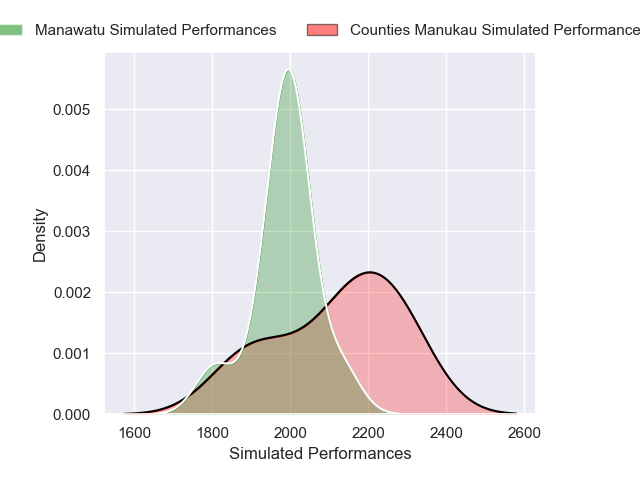 Manawatu Simulated Performances
Counties Manukau Simulated Performance
0.005
0.004
0.003
0.002
0.001
0.000
Density
1600 1800 2000 2200 2400 2600
Simulated Performances